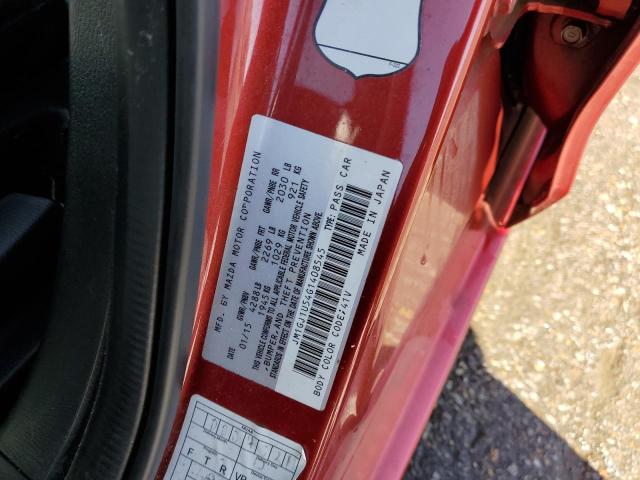 MFD. BY MAZDA MOTOR CORPORATION
DATE GVWR/PNBV GAWR/PNBE FRT GAWR/PNBE RR
01/15 4288 LB 2269 LB 2030 LB
1945 KG 1029 KG 921 KG
THIS VEHICLE CONFORMS TO ALL APPLICABLE FEDERAL MOTOR VEHICLE SAFETY
, BUMPER, AND THEFT PREVENTION
STANDARDS IN EFFECT ON THE DATE OF MANUFACTURE SHOWN ABOVE.
JM1GJ1U54G1408545 TYPE: PASS CAR
BODY COLOR CODE: 41V MADE IN JAPAN
F T R